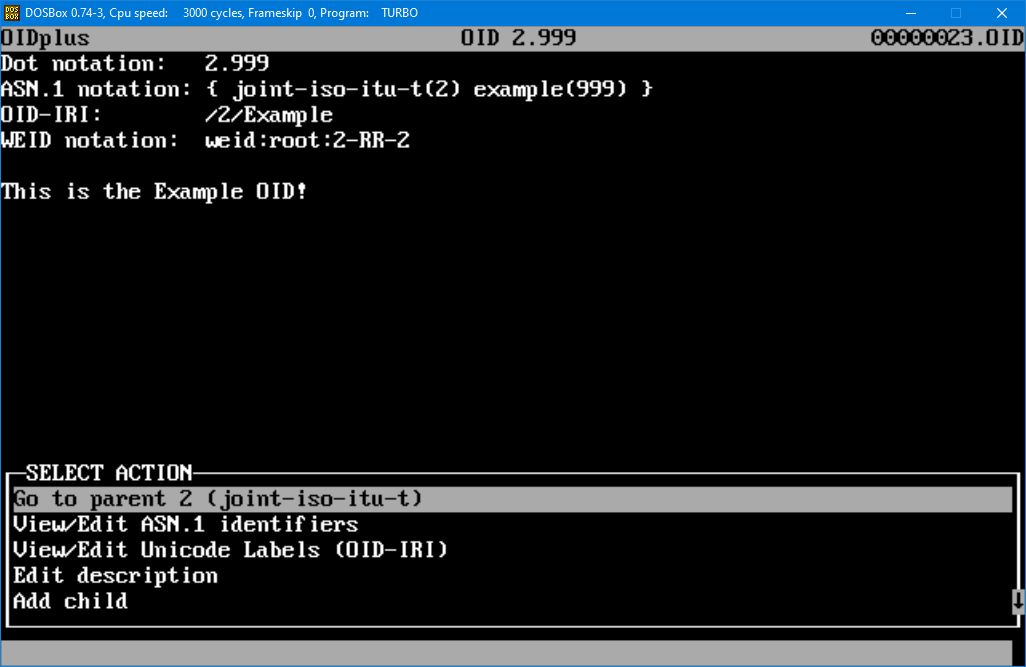 DOSBox 0.74-3, Cpu speed: 3000 cycles, Frameskip 0, Program: TURBO
OIDplus OID 2.999 00000023.OID
Dot notation: 2.999
ASN.1 notation: { joint-iso-itu-t(2) example(999) }
OID-IRI: /2/Example
WEID notation: weid:root:2-RR-2
This is the Example OID!
SELECT ACTION
Go to parent 2 (joint-iso-itu-t)
View/Edit ASN.1 identifiers
View/Edit Unicode Labels (OID-IRI)
Edit description
Add child